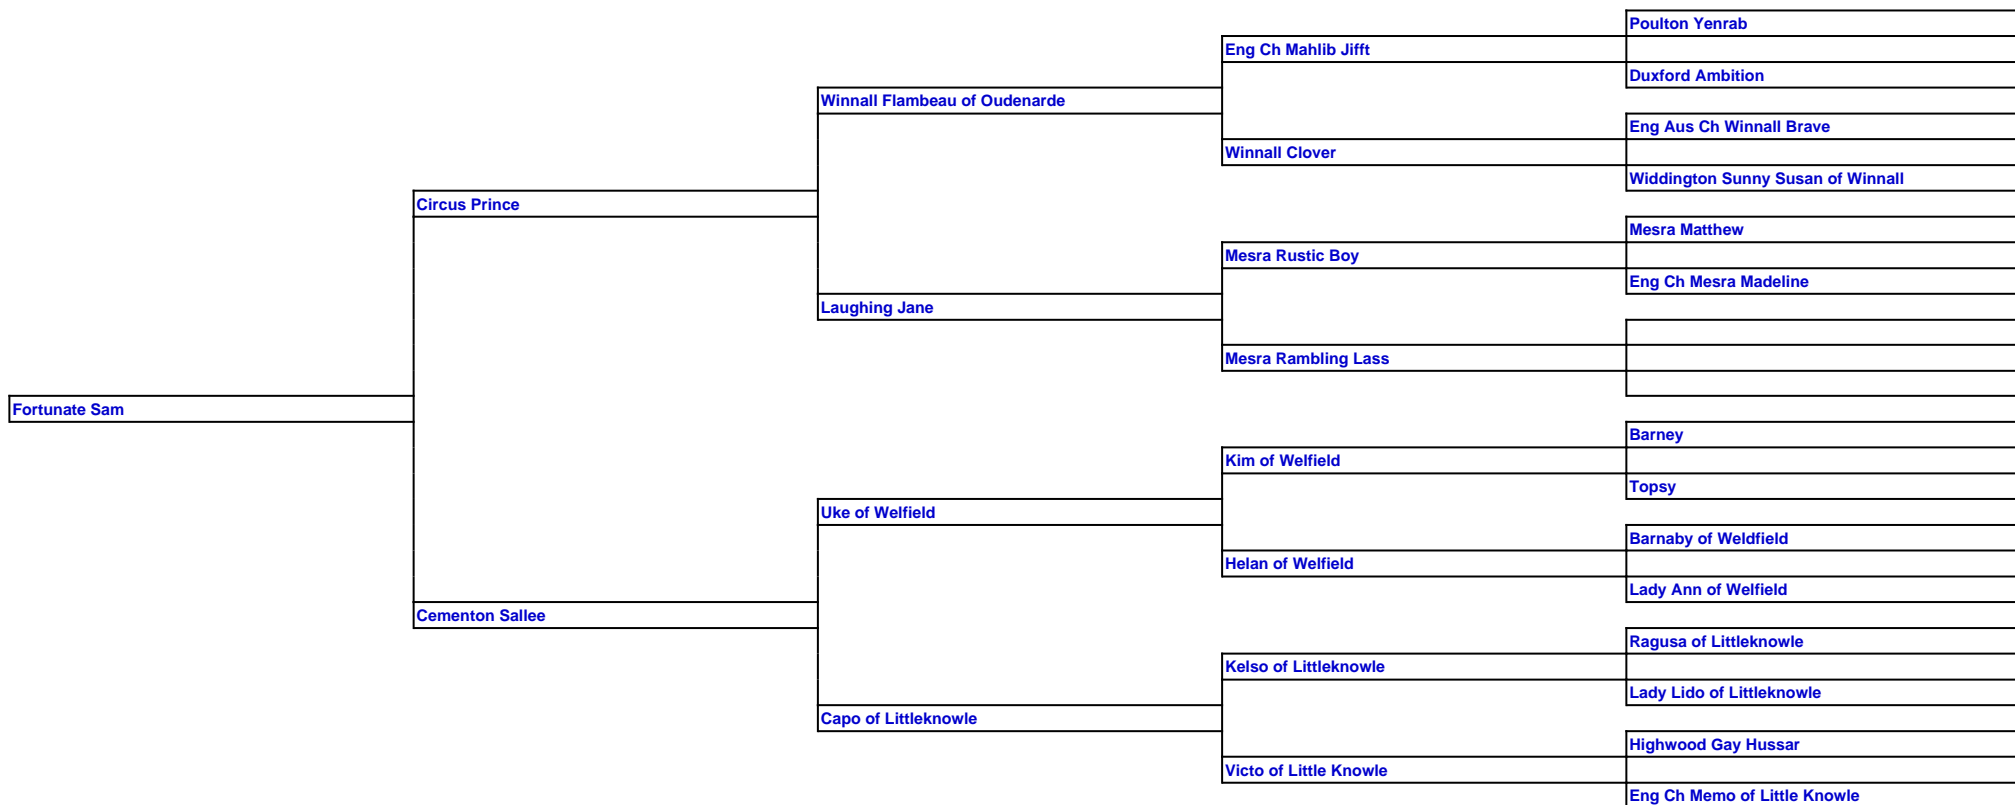 Poulton Yenrab
Eng Ch Mahlib Jifft
Duxford Ambition
Winnall Flambeau of Oudenarde
Eng Aus Ch Winnall Brave
Winnall Clover
Widdington Sunny Susan of Winnall
Circus Prince
Mesra Matthew
Mesra Rustic Boy
Eng Ch Mesra Madeline
Laughing Jane
Mesra Rambling Lass
Fortunate Sam
Barney
Kim of Welfield
Topsy
Uke of Welfield
Barnaby of Weldfield
Helan of Welfield
Lady Ann of Welfield
Cementon Sallee
Ragusa of Littleknowle
Kelso of Littleknowle
Lady Lido of Littleknowle
Capo of Littleknowle
Highwood Gay Hussar
Victo of Little Knowle
Eng Ch Memo of Little Knowle